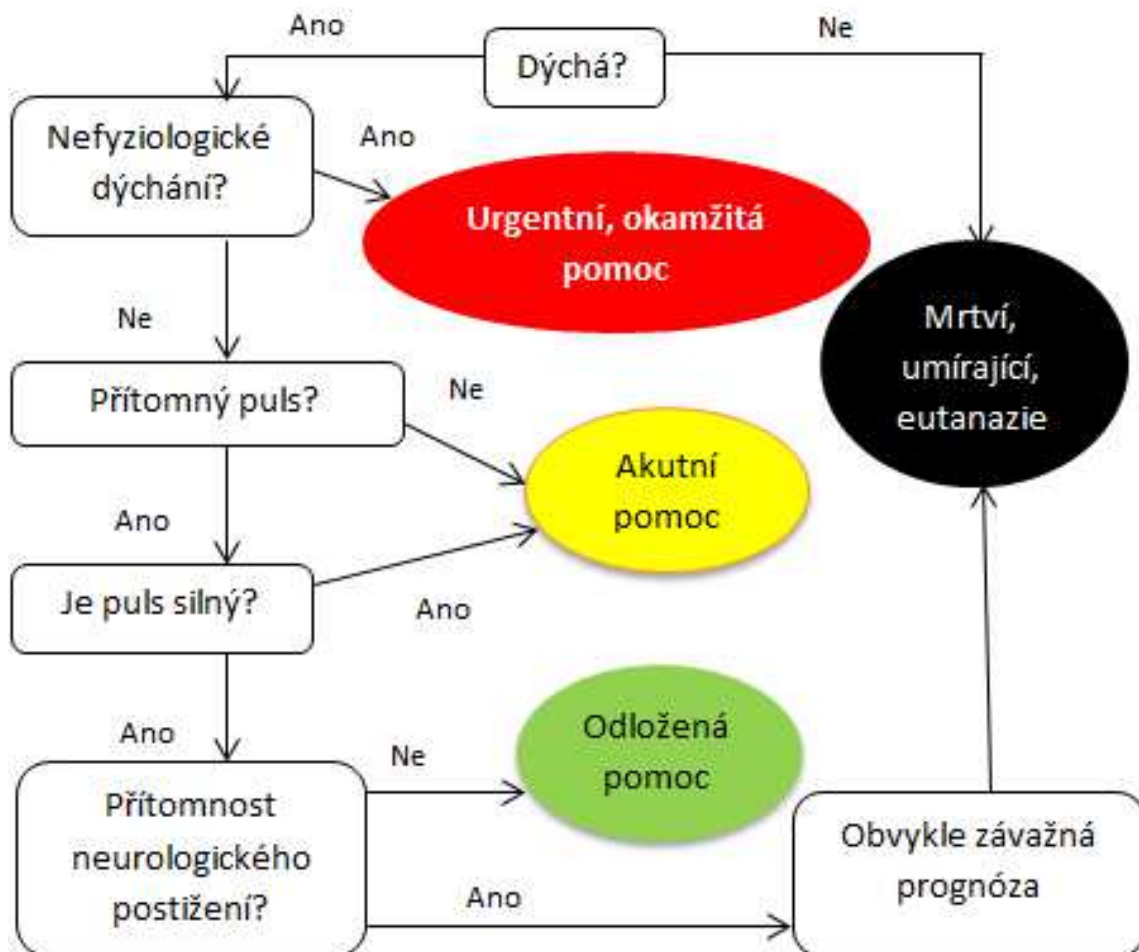 Ano
Dýchá?
Ne
Nefyziologické
dýchání?
Ano
Urgentní, okamžitá
pomoc
Mrtví,
umírající,
eutanazie
Ne
Přítomný puls?
Ne
Akutní
pomoc
Ano
Je puls silný?
Ano
Ano
Přítomnost
neurologického
postižení?
Ne
Odložená
pomoc
Ano
Obvykle závažná
prognóza